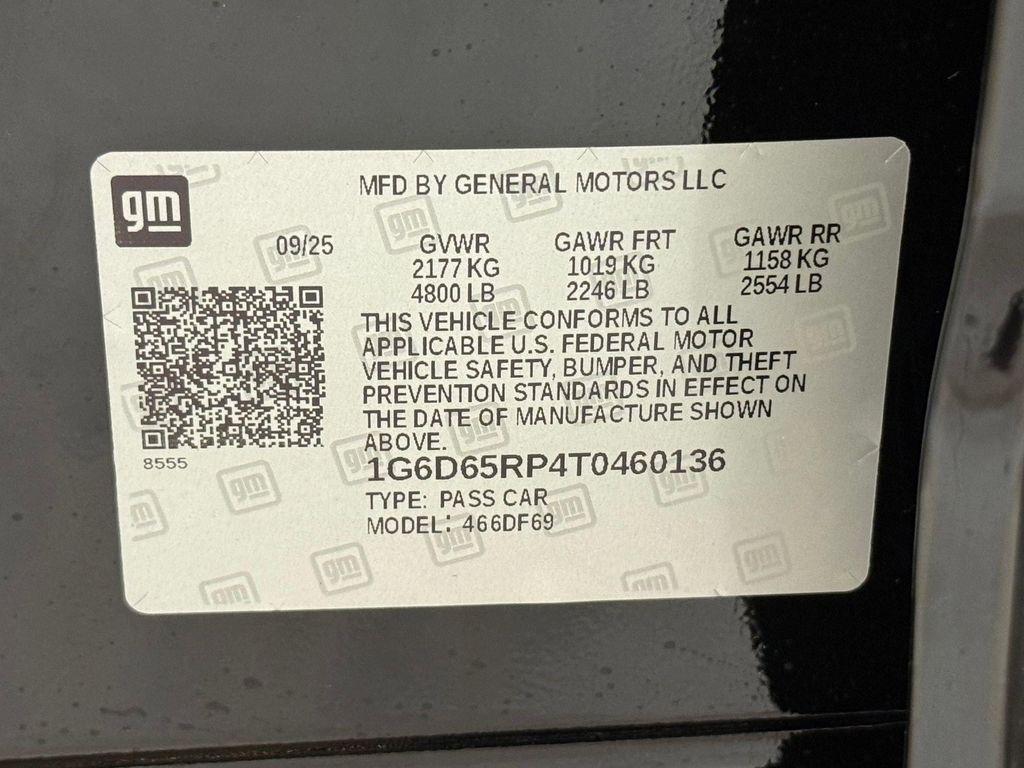 gm
MFD BY GENERAL MOTORS LLC
09/25 GVWR GAWR FRT GAWR RR
2177 KG 1019 KG 1158 KG
4800 LB 2246 LB 2554 LB
THIS VEHICLE CONFORMS TO ALL
APPLICABLE U.S. FEDERAL MOTOR
VEHICLE SAFETY, BUMPER, AND THEFT
PREVENTION STANDARDS IN EFFECT ON
THE DATE OF MANUFACTURE SHOWN
ABOVE.
8555
1G6D65RP4T0460136
TYPE: PASS CAR
MODEL: 466DF69